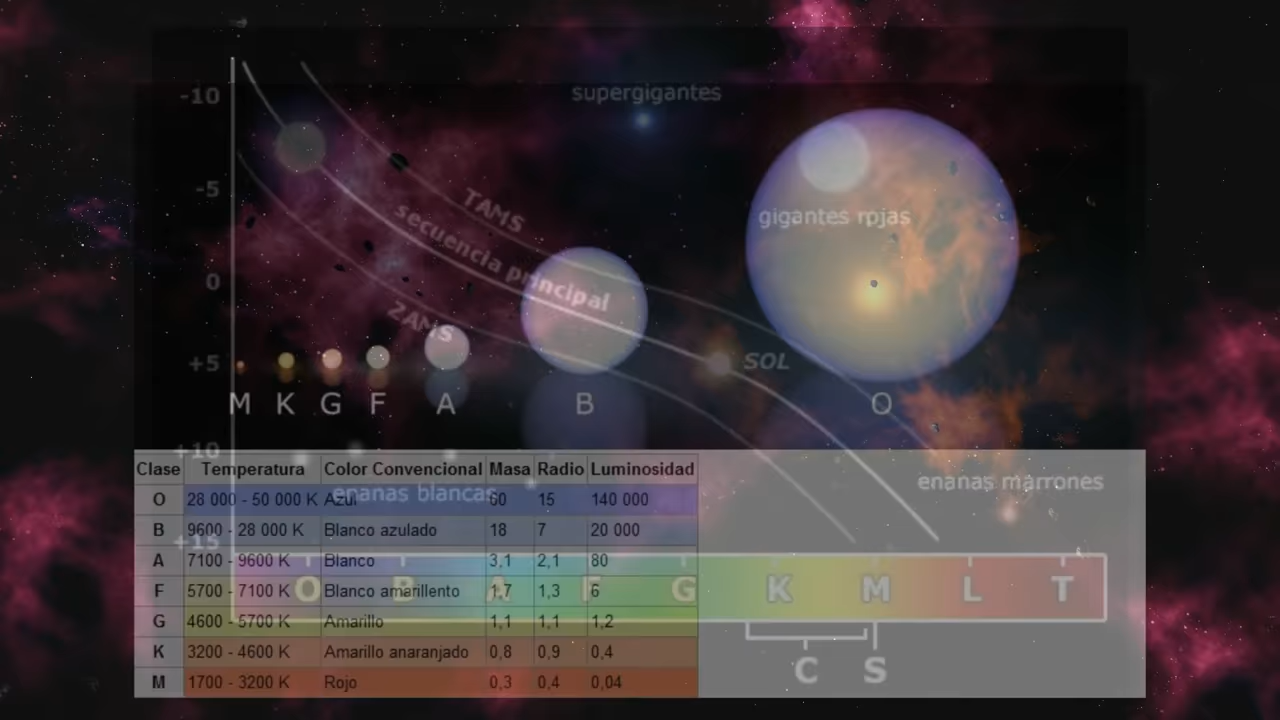 -10
supergigantes
-5
TAMS
gigantes rojas
secuencia principal
0
ZAMS
+5
SOL
M K G F A B O
+10
Clase Temperatura Color Convencional Masa Radio Luminosidad
enanas marrones
enanas blancas
O 28 000 - 50 000 K Azul 60 15 140 000
B 9600 - 28 000 K Blanco azulado 18 7 20 000
+15
A 7100 - 9600 K Blanco 3,1 2,1 80
F 5700 - 7100 K Blanco amarillento 1,7 1,3 6
O B A F G K M L T
G 4600 - 5700 K Amarillo 1,1 1,1 1,2
K 3200 - 4600 K Amarillo anaranjado 0,8 0,9 0,4
C S
M 1700 - 3200 K Rojo 0,3 0,4 0,04